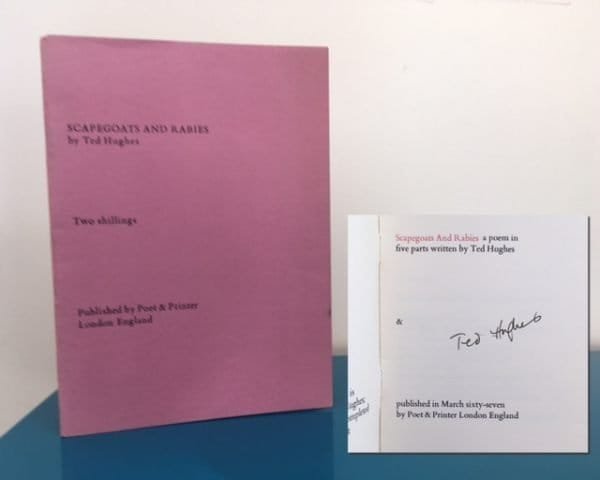 SCAPEGOATS AND RABIES
by Ted Hughes
Two shillings
Published by Poet & Printer
London England
Scapegoats And Rabies a poem in
five parts written by Ted Hughes
&
Ted Hughes
published in March sixty-seven
by Poet & Printer London England